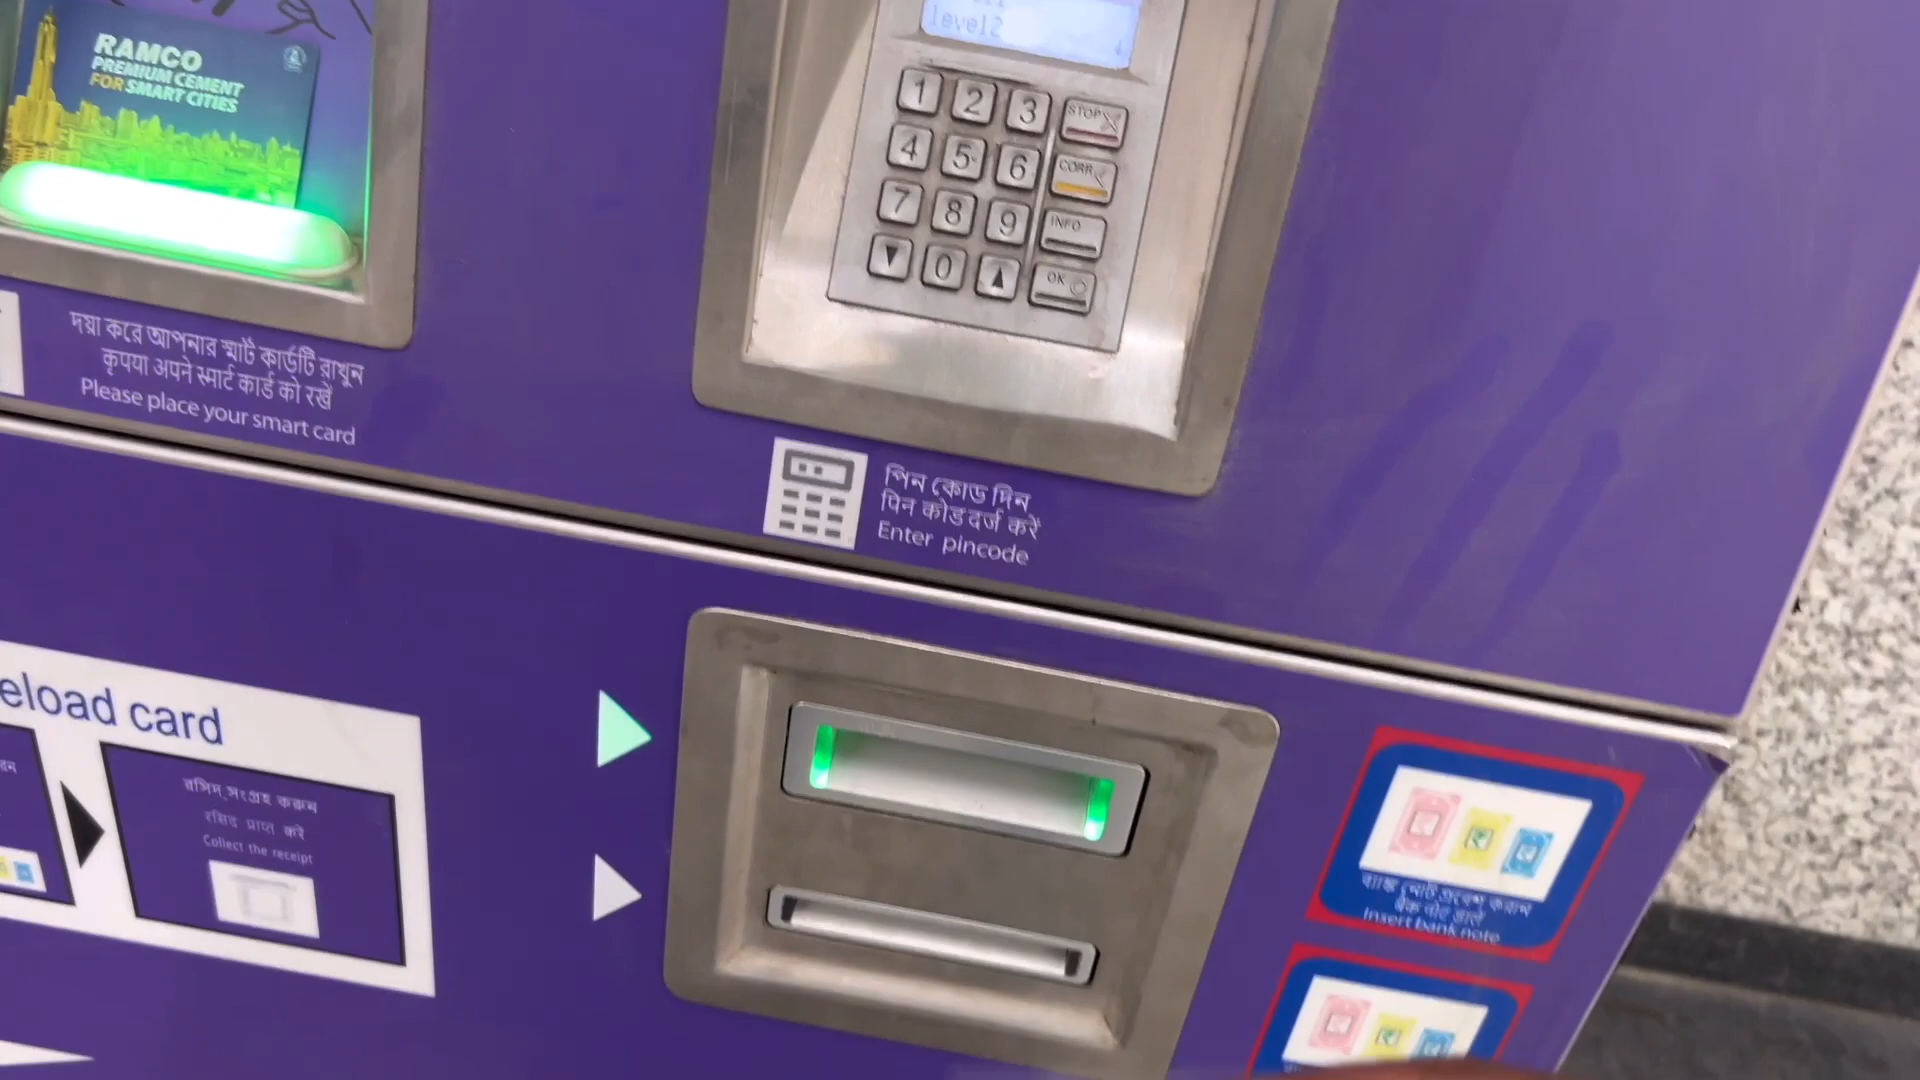 RAMCO
PREMIUM CEMENT
FOR SMART CITIES
level2
1 2 3 STOP
4 5 6 CORR
7 8 9 INFO
0 OK
দয়া করে আপনার স্মার্ট কার্ডটি রাখুন
कृपया अपने स्मार्ट कार्ड को रखें
Please place your smart card
পিন কোড দিন
पिन कोड दर्ज करें
Enter pincode
eload card
রসিদ সংগ্রহ করুন
रसिद प्राप्त करें
Collect the receipt
ব্যাঙ্ক নোট প্রবেশ করান
बैंक नोट डालें
Insert bank note